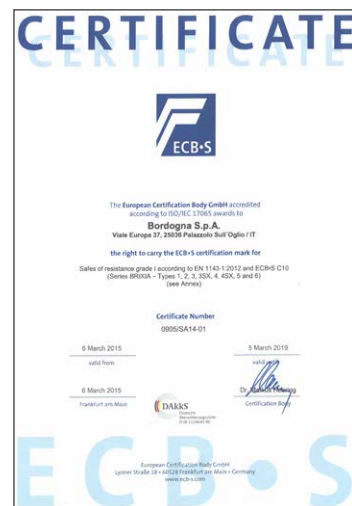 CERTIFICATE
CERTIFICATE
ECB•S
The European Certification Body GmbH accredited
according to ISO/IEC 17065 awards to
Bordogna S.p.A.
Viale Europa 37, 25036 Palazzolo Sull'Oglio / IT
the right to carry the ECB•S certification mark for
Safes of resistance grade I according to EN 1143-1:2012 and ECB•S C10
(Series BRIXIA – Types 1, 2, 3, 3SX, 4, 4SX, 5 and 6)
(see Annex)
Certificate Number
0905/SA14-01
6 March 2015 5 March 2019
valid from valid
6 March 2015 Dr.
Frankfurt am Main DAkkS Certification Body
Deutsche
Akkreditierungsstelle
European Certification Body GmbH
Lyoner Straße 18 • 60528 Frankfurt am Main • Germany
www.ecb-s.com
ECB•S